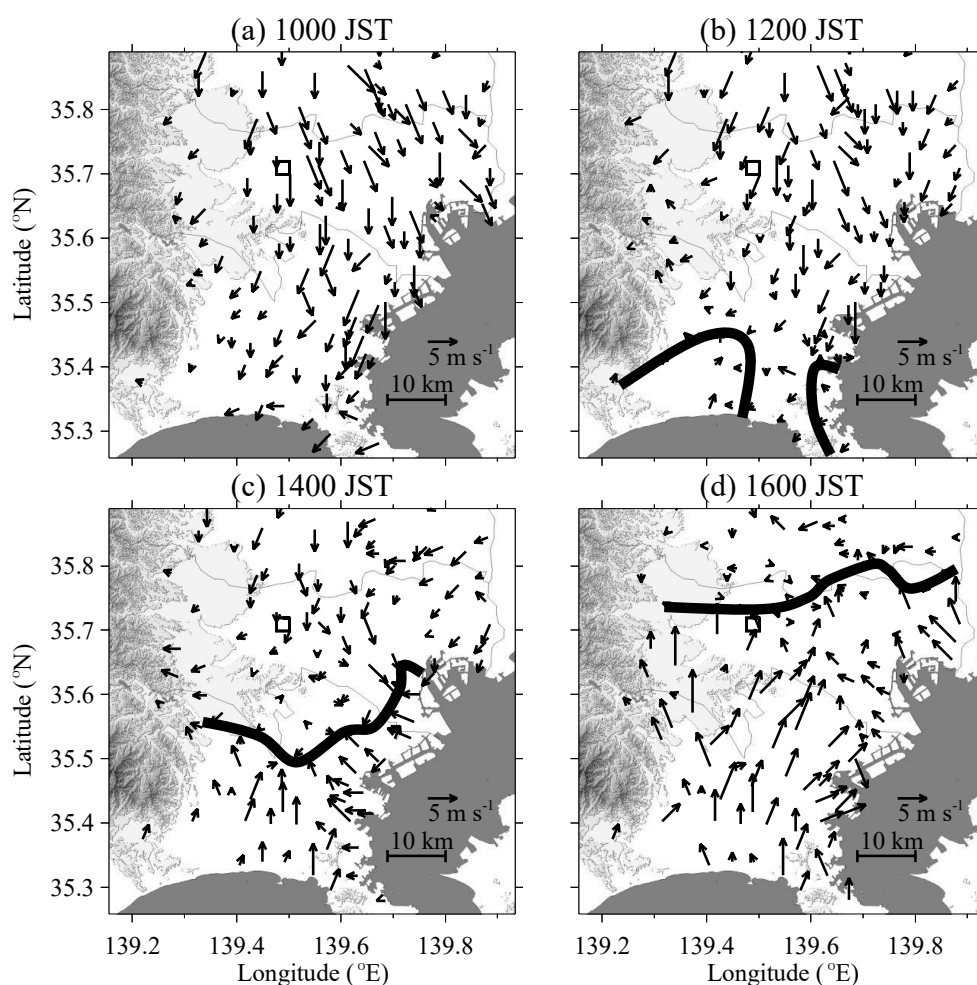 (a) 1000 JST
(b) 1200 JST
35.8
35.7
35.6
35.5
35.4
35.3
Latitude (°N)
5 m s⁻¹
10 km
5 m s⁻¹
10 km
(c) 1400 JST
(d) 1600 JST
35.8
35.7
35.6
35.5
35.4
35.3
Latitude (°N)
5 m s⁻¹
10 km
5 m s⁻¹
10 km
139.2 139.4 139.6 139.8
139.2 139.4 139.6 139.8
Longitude (°E)
Longitude (°E)